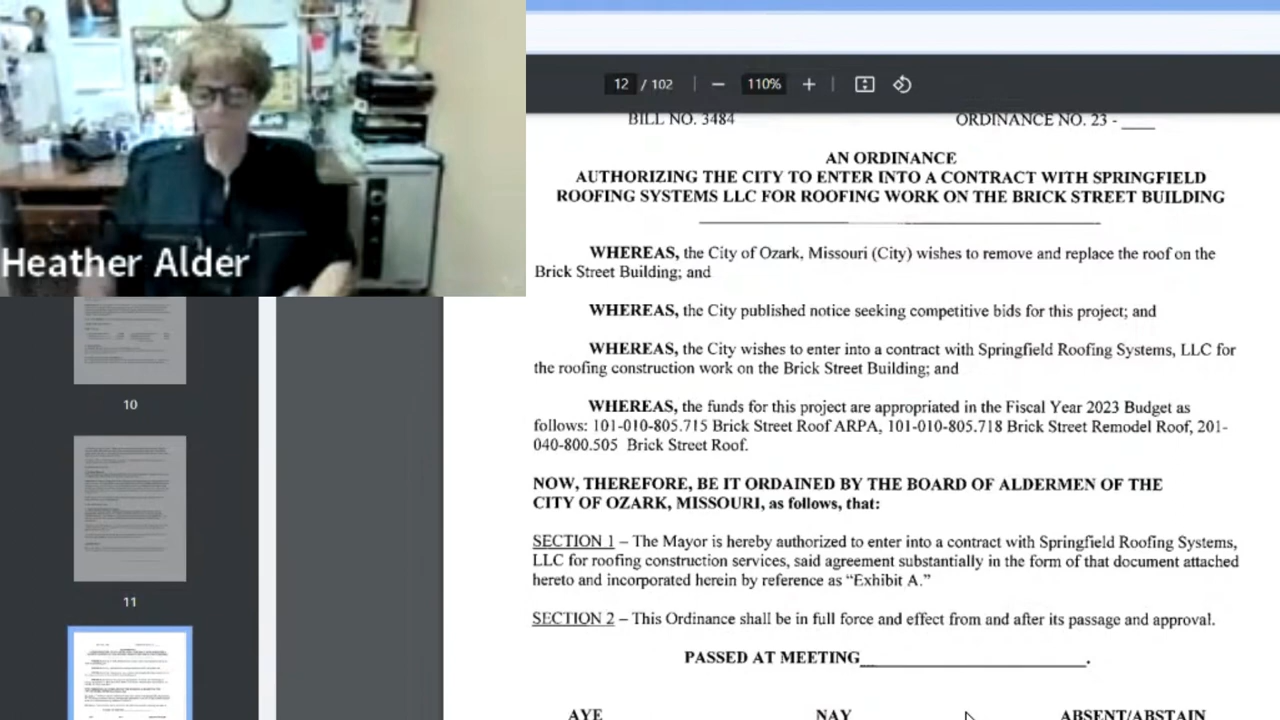 Heather Alder
12 / 102
110%
BILL NO. 3484 ORDINANCE NO. 23 - ____
AN ORDINANCE
AUTHORIZING THE CITY TO ENTER INTO A CONTRACT WITH SPRINGFIELD
ROOFING SYSTEMS LLC FOR ROOFING WORK ON THE BRICK STREET BUILDING
WHEREAS, the City of Ozark, Missouri (City) wishes to remove and replace the roof on the
Brick Street Building; and
WHEREAS, the City published notice seeking competitive bids for this project; and
WHEREAS, the City wishes to enter into a contract with Springfield Roofing Systems, LLC for
the roofing construction work on the Brick Street Building; and
WHEREAS, the funds for this project are appropriated in the Fiscal Year 2023 Budget as
follows: 101-010-805.715 Brick Street Roof ARPA, 101-010-805.718 Brick Street Remodel Roof, 201-
040-800.505 Brick Street Roof.
NOW, THEREFORE, BE IT ORDAINED BY THE BOARD OF ALDERMEN OF THE
CITY OF OZARK, MISSOURI, as follows, that:
SECTION 1 – The Mayor is hereby authorized to enter into a contract with Springfield Roofing Systems,
LLC for roofing construction services, said agreement substantially in the form of that document attached
hereto and incorporated herein by reference as “Exhibit A.”
SECTION 2 – This Ordinance shall be in full force and effect from and after its passage and approval.
PASSED AT MEETING____________________.
AYE NAY ABSENT/ABSTAIN
10
11